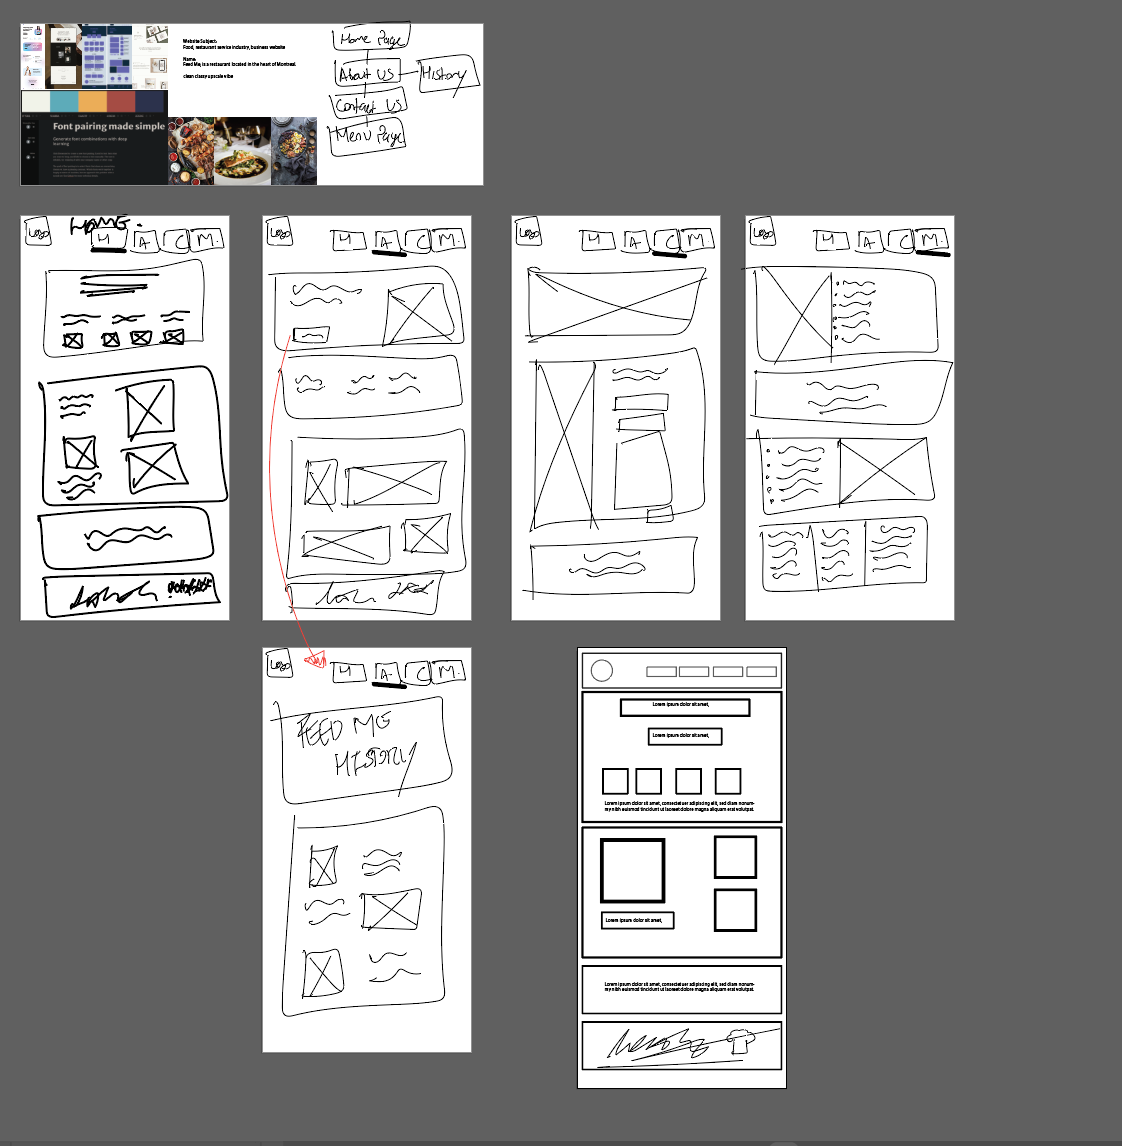 Website Subject:
Food, restaurant service industry, business website
Name:
Feed Me, is a restaurant located in the heart of Montreal.
clean classy upscale vibe
Font pairing made simple
Generate font combinations with deep
learning
Home Page
About US
History
Contact US
Menu Page
Logo
HOME
H
A
C
M.
Logo
H
A
C
M.
Logo
H
A
C
M.
Logo
H
A
C
M.
Logo
H
A
C
M.
FEED ME
HISTORY
Lorem ipsum dolor sit amet,
Lorem ipsum dolor sit amet,
Lorem ipsum dolor sit amet, consectetuer adipiscing elit, sed diam nonum-
my nibh euismod tincidunt ut laoreet dolore magna aliquam erat volutpat.
Lorem ipsum dolor sit amet,
Lorem ipsum dolor sit amet, consectetuer adipiscing elit, sed diam nonum-
my nibh euismod tincidunt ut laoreet dolore magna aliquam erat volutpat.